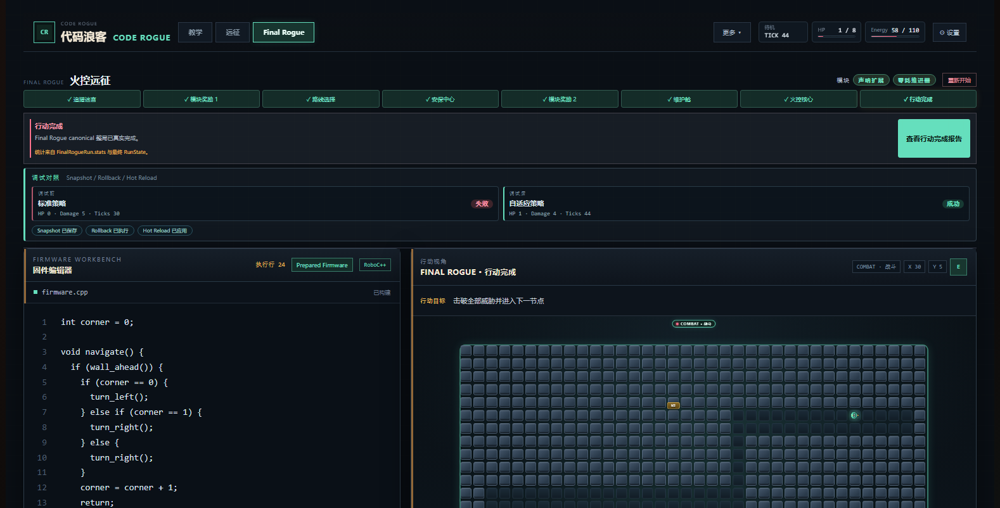 CR
CODE ROGUE
代码浪客 CODE ROGUE
教学
远征
Final Rogue
更多 ▾
待机
TICK 44
HP 1 / 8
Energy 58 / 110
⚙ 设置
FINAL ROGUE 火控远征
模块 声呐扩展 零耗推进器 重新开始
✓ 追猎迷宫
✓ 模块奖励 1
✓ 路线选择
✓ 安保中心
✓ 模块奖励 2
✓ 维护舱
✓ 火控核心
✓ 行动完成
行动完成
Final Rogue canonical 整局已真实完成。
统计来自 FinalRogueRun.stats 与最终 RunState。
查看行动完成报告
调试对照 Snapshot / Rollback / Hot Reload
调试前
标准策略
失败
HP 0 · Damage 5 · Ticks 30
调试后
自适应策略
成功
HP 1 · Damage 4 · Ticks 44
Snapshot 已保存
Rollback 已执行
Hot Reload 已应用
FIRMWARE WORKBENCH
固件编辑器
执行行 24
Prepared Firmware
RoboC++
firmware.cpp
已构建
1 int corner = 0;
2
3 void navigate() {
4 if (wall_ahead()) {
5 if (corner == 0) {
6 turn_left();
7 } else if (corner == 1) {
8 turn_right();
9 } else {
10 turn_right();
11 }
12 corner = corner + 1;
13 return;
行动视角
FINAL ROGUE · 行动完成
COMBAT · 战斗
X 30
Y 5
E
行动目标 击破全部威胁并进入下一节点
COMBAT · 战斗